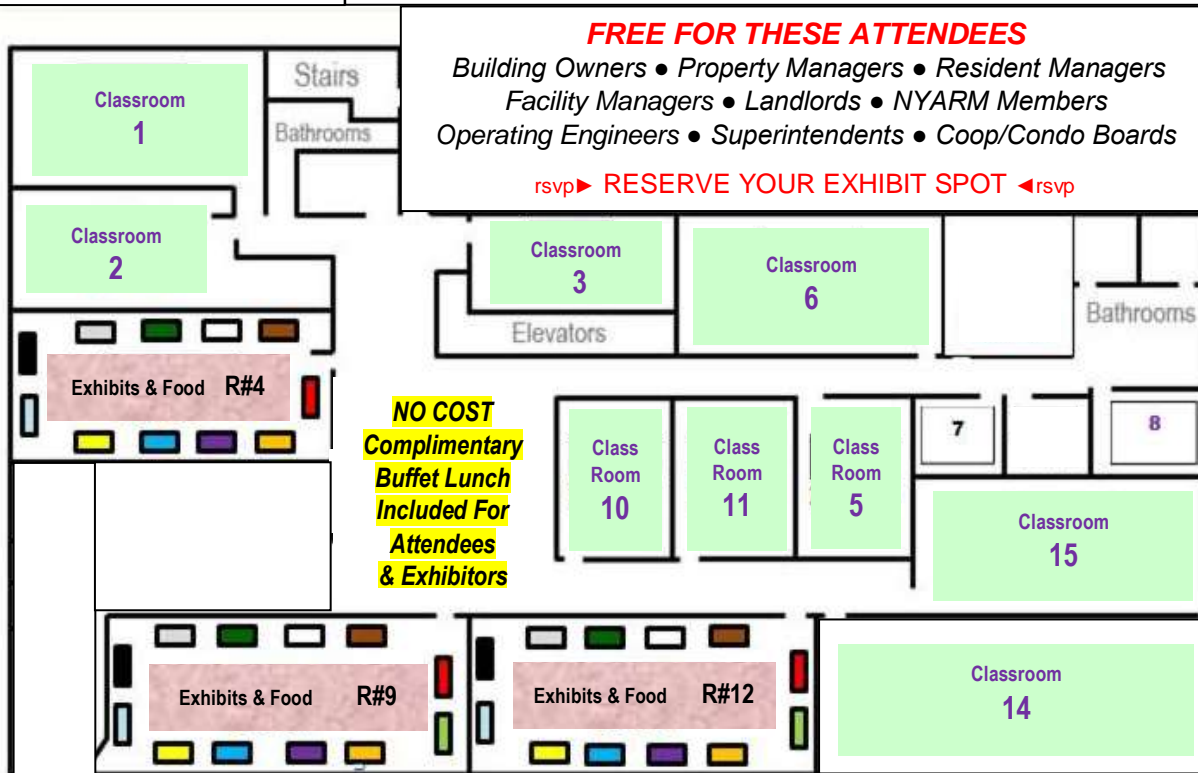 FREE FOR THESE ATTENDEES
Building Owners ● Property Managers ● Resident Managers
Facility Managers ● Landlords ● NYARM Members
Operating Engineers ● Superintendents ● Coop/Condo Boards
rsvp► RESERVE YOUR EXHIBIT SPOT ◄rsvp
Classroom
1
Stairs
Bathrooms
Classroom
2
Classroom
3
Elevators
Classroom
6
Bathrooms
Exhibits & Food R#4
NO COST
Complimentary
Buffet Lunch
Included For
Attendees
& Exhibitors
Class
Room
10
Class
Room
11
Class
Room
5
7
8
Classroom
15
Exhibits & Food R#9
Exhibits & Food R#12
Classroom
14